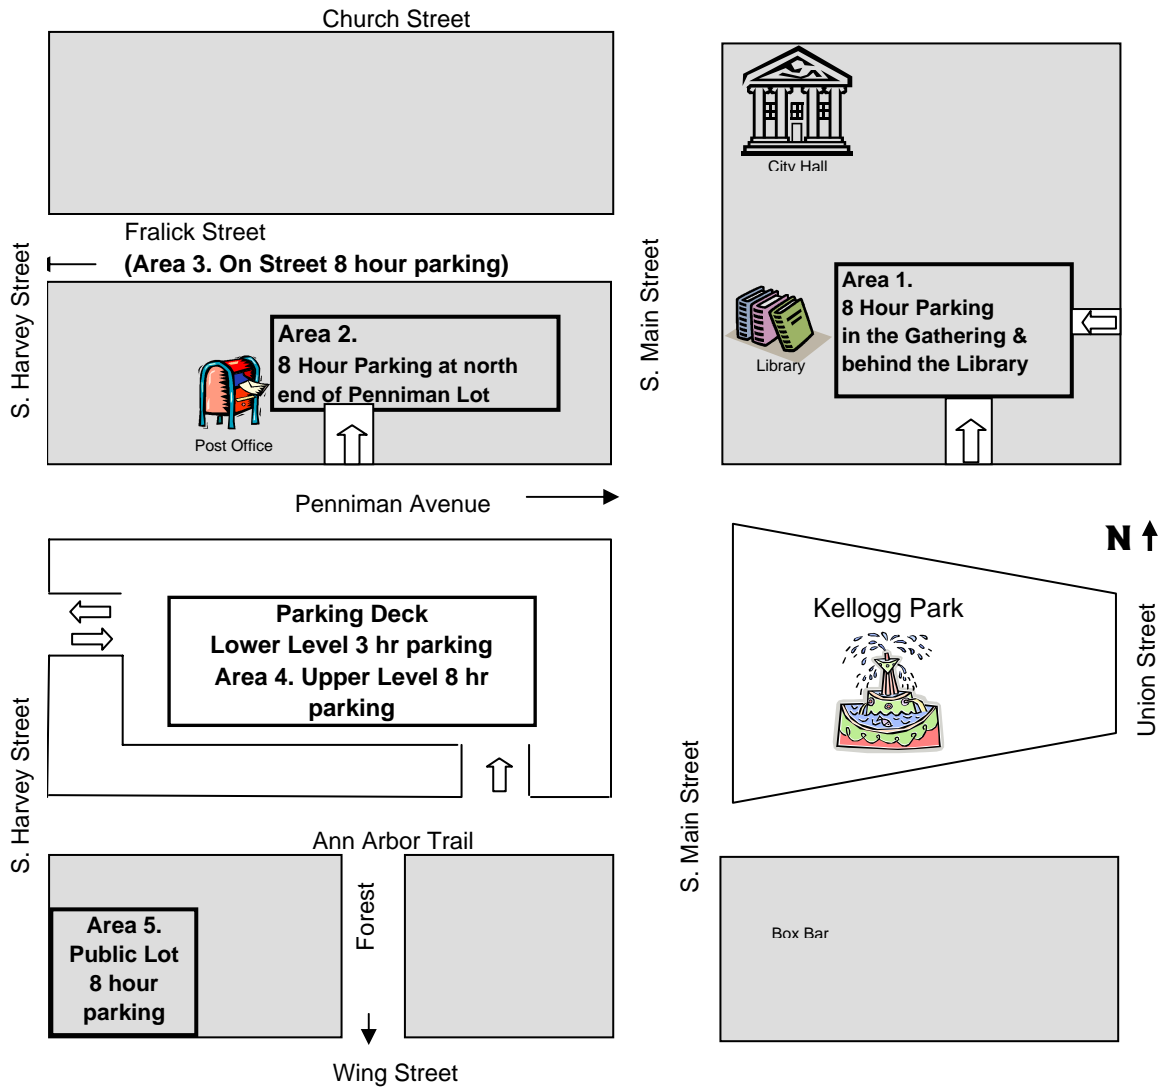 Church Street
City Hall
Fralick Street
(Area 3. On Street 8 hour parking)
S. Harvey Street
S. Main Street
Area 1.
8 Hour Parking
in the Gathering &
behind the Library
Library
Area 2.
8 Hour Parking at north
end of Penniman Lot
Post Office
Penniman Avenue
N
Parking Deck
Lower Level 3 hr parking
Area 4. Upper Level 8 hr
parking
Kellogg Park
Union Street
S. Harvey Street
S. Main Street
Ann Arbor Trail
Forest
Area 5.
Public Lot
8 hour
parking
Box Bar
Wing Street